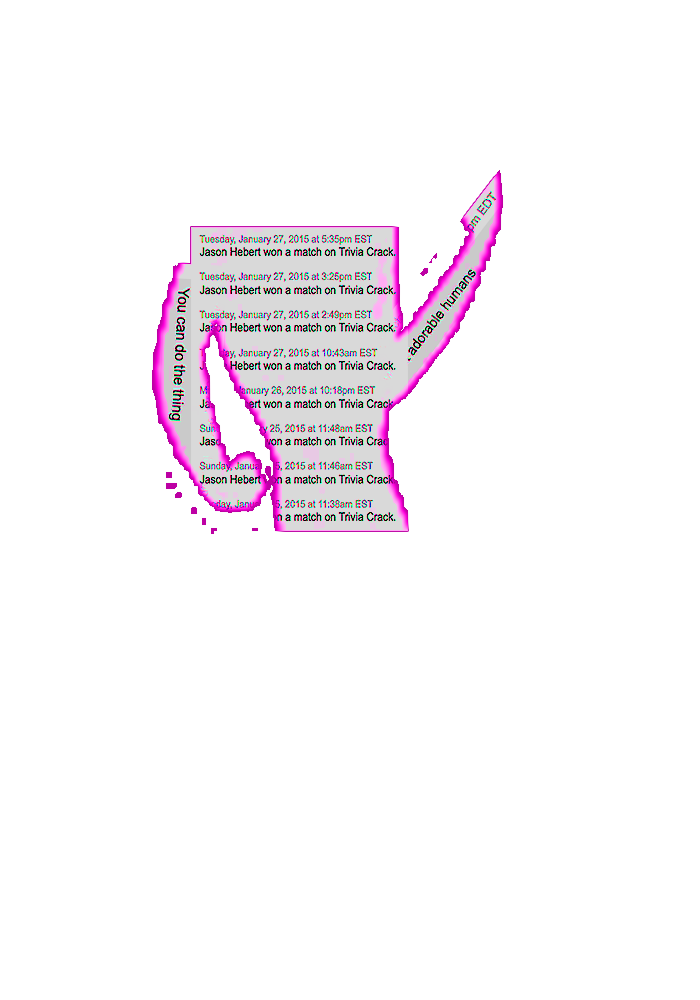 Tuesday, January 27, 2015 at 5:35pm EST
Jason Hebert won a match on Trivia Crack.
Tuesday, January 27, 2015 at 3:25pm EST
Jason Hebert won a match on Trivia Crack.
Tuesday, January 27, 2015 at 2:49pm EST
Jason Hebert won a match on Trivia Crack.
January 27, 2015 at 10:43am EST
Hebert won a match on Trivia Crack.
January 26, 2015 at 10:18pm EST
Hebert won a match on Trivia Crack.
25, 2015 at 11:48am EST
won a match on Trivia
Sunday, 2015 at 11:46am EST
Jason Hebert a match on Trivia Crack.
2015 at 11:38am EST
a match on Trivia Crack.
You can do the thing
adorable humans
pm EDT